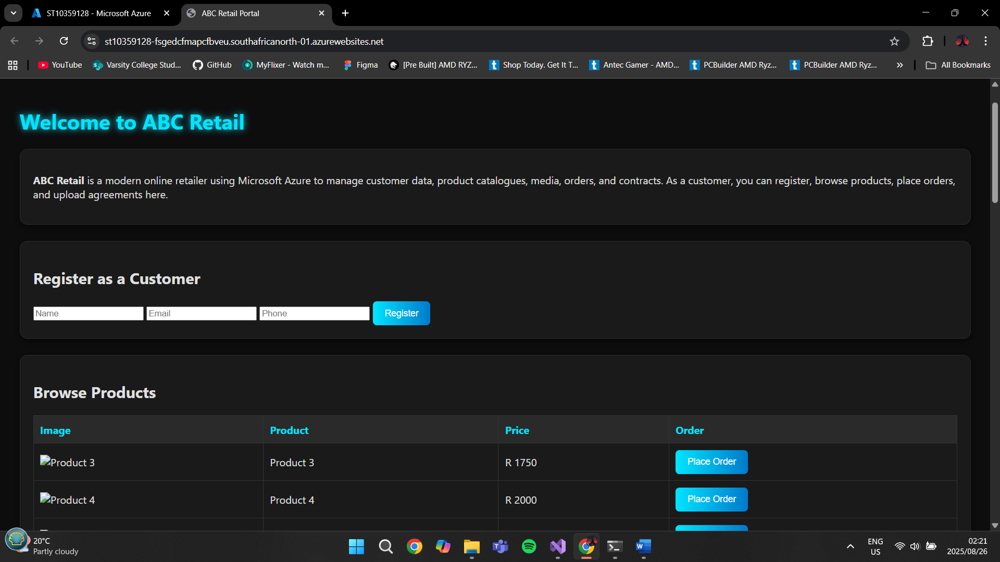 ST10359128 - Microsoft Azure
ABC Retail Portal
st10359128-fsgedcfmapcfbveu.southafricanorth-01.azurewebsites.net
YouTube
Varsity College Stud...
GitHub
MyFlixer - Watch m...
Figma
[Pre Built] AMD RYZ...
Shop Today. Get It T...
Antec Gamer - AMD...
PCBuilder AMD Ryz...
PCBuilder AMD Ryz...
All Bookmarks
Welcome to ABC Retail
ABC Retail is a modern online retailer using Microsoft Azure to manage customer data, product catalogues, media, orders, and contracts. As a customer, you can register, browse products, place orders,
and upload agreements here.
Register as a Customer
Name Email Phone Register
Browse Products
Image Product Price Order
Product 3 Product 3 R 1750 Place Order
Product 4 Product 4 R 2000 Place Order
20°C
Partly cloudy
ENG
US
02:21
2025/08/26